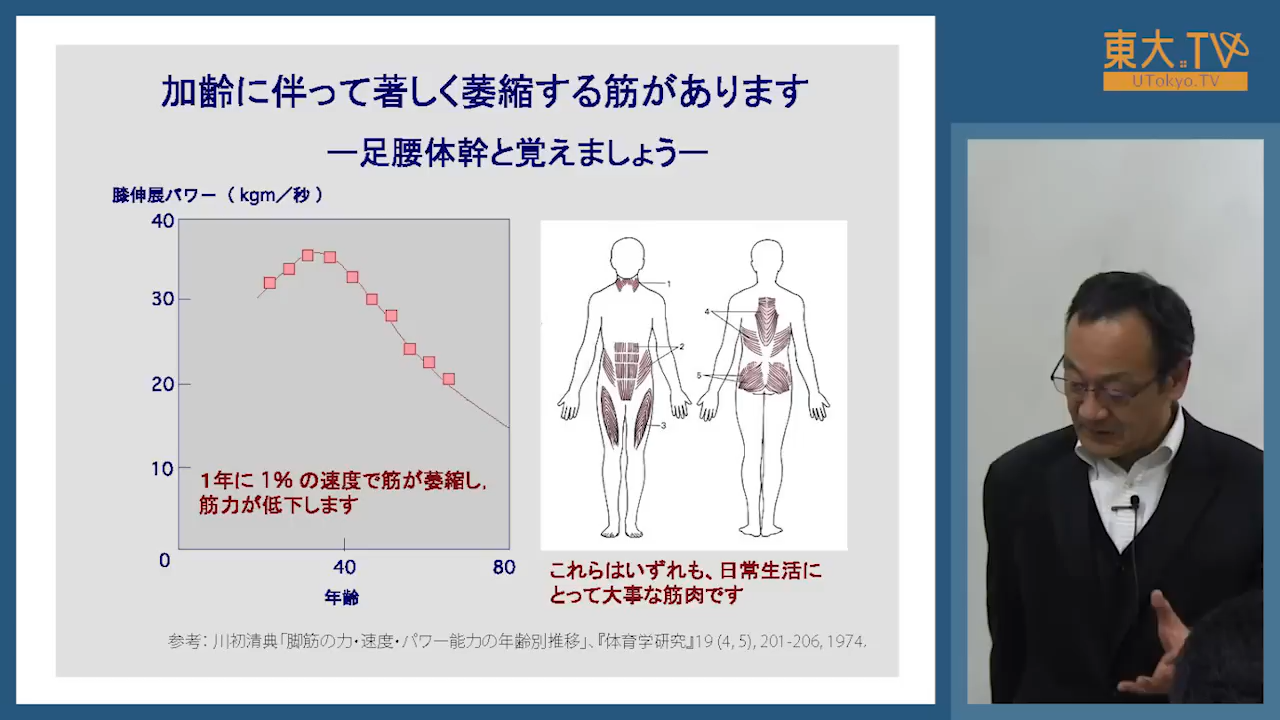 東大.TV
UTokyo.TV
加齢に伴って著しく萎縮する筋があります
―足腰体幹と覚えましょう―
膝伸展パワー(kgm/秒)
40
30
20
10
0
40
80
年齢
1年に1%の速度で筋が萎縮し,
筋力が低下します
1
2
3
4
5
これらはいずれも、日常生活に
とって大事な筋肉です
参考:川初清典「脚筋の力・速度・パワー能力の年齢別推移」、『体育学研究』19(4, 5), 201-206, 1974.